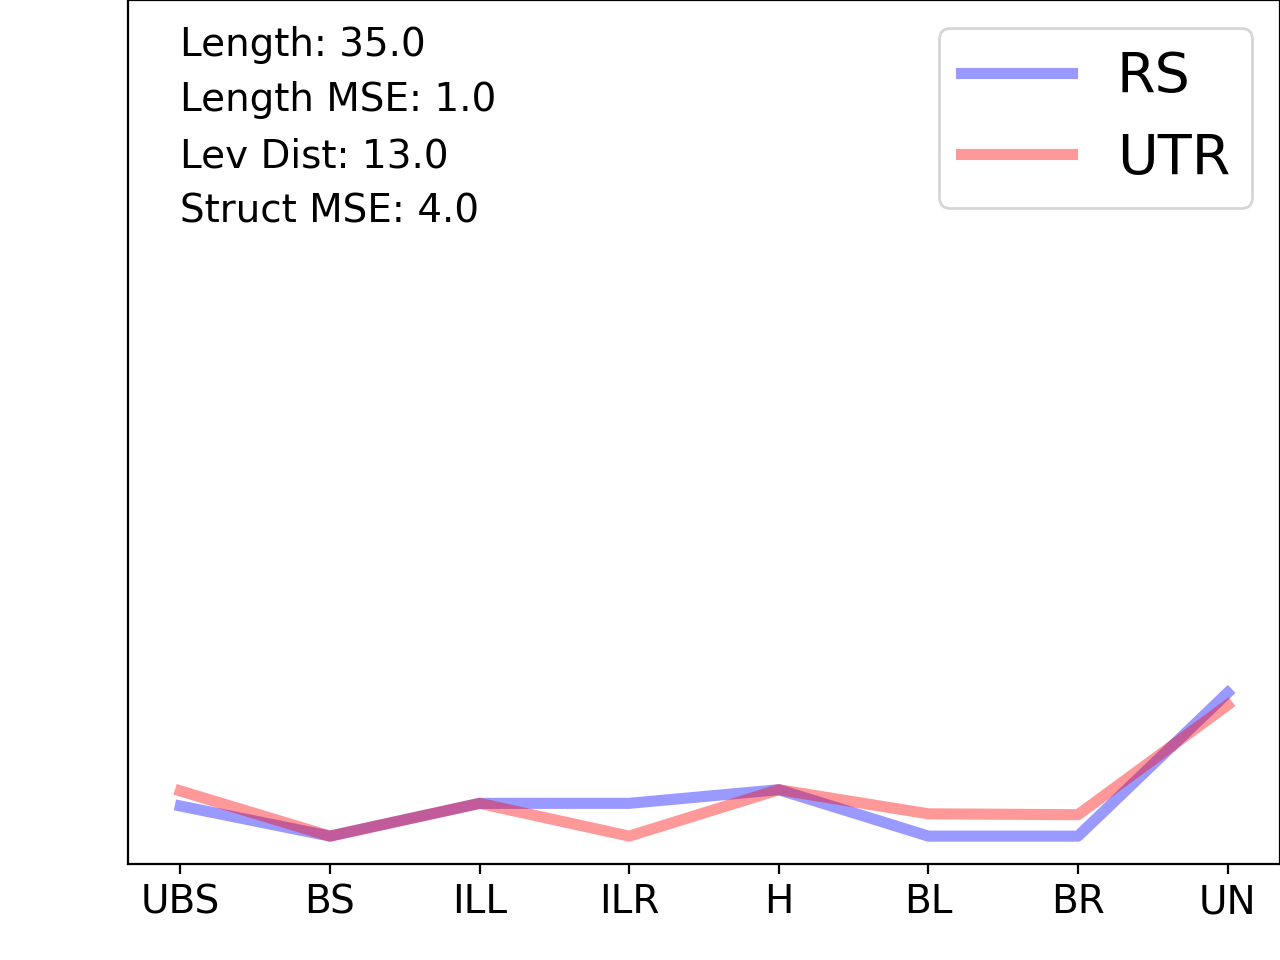 Length: 35.0
Length MSE: 1.0
Lev Dist: 13.0
Struct MSE: 4.0
RS
UTR
UBS BS ILL ILR H BL BR UN